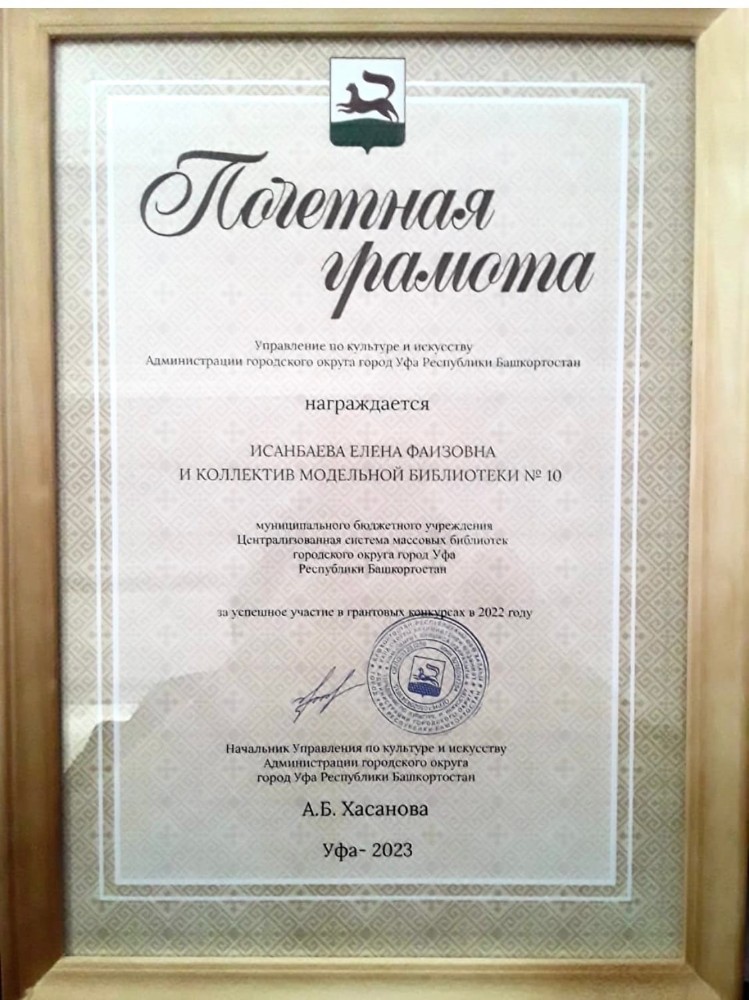 Почетная
грамота
Управление по культуре и искусству
Администрации городского округа город Уфа Республики Башкортостан
награждается
ИСАНБАЕВА ЕЛЕНА ФАИЗОВНА
И КОЛЛЕКТИВ МОДЕЛЬНОЙ БИБЛИОТЕКИ № 10
муниципального бюджетного учреждения
Централизованная система массовых библиотек
городского округа город Уфа
Республики Башкортостан
за успешное участие в грантовых конкурсах в 2022 году
Начальник Управления по культуре и искусству
Администрации городского округа
город Уфа Республики Башкортостан
А.Б. Хасанова
Уфа- 2023